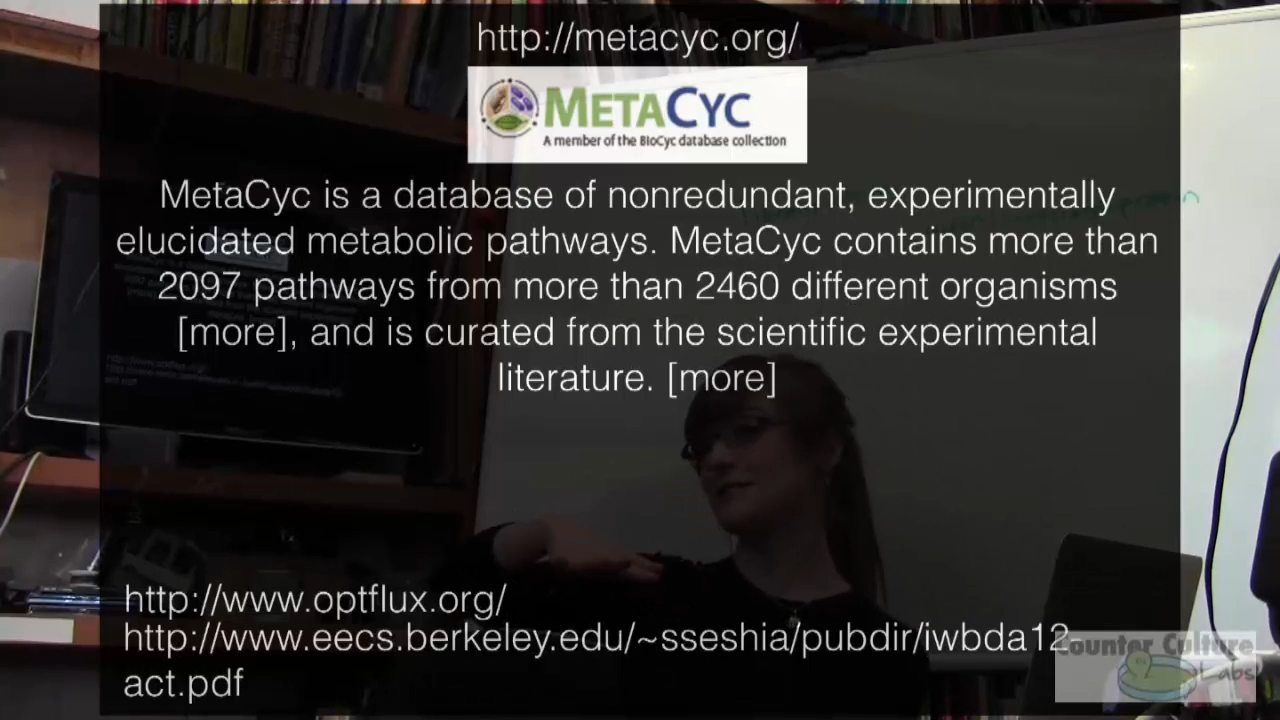 http://metacyc.org/
METACYC
A member of the BioCyc database collection
MetaCyc is a database of nonredundant, experimentally
elucidated metabolic pathways. MetaCyc contains more than
2097 pathways from more than 2460 different organisms
[more], and is curated from the scientific experimental
literature. [more]
http://www.optflux.org/
http://www.eecs.berkeley.edu/~sseshia/pubdir/iwbda12
act.pdf
Counter Culture
Labs